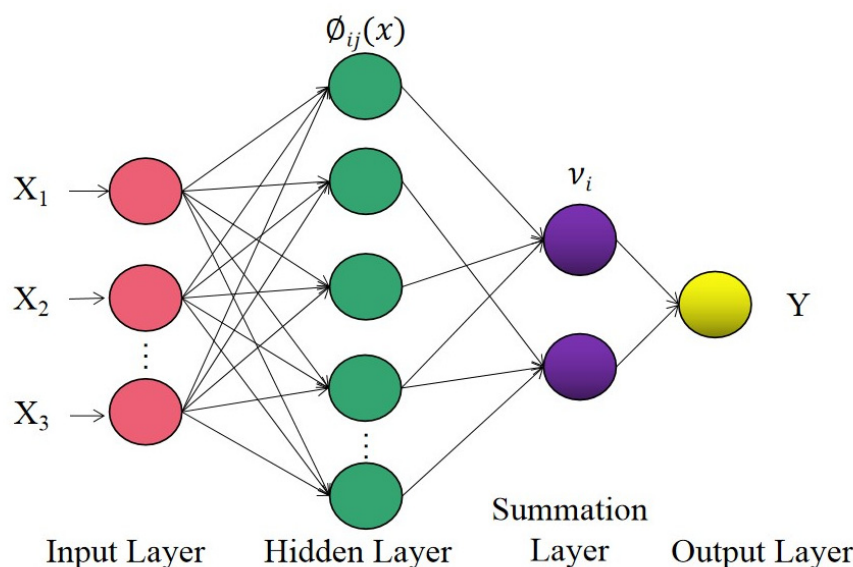 ∅ᵢⱼ(x)
X₁
νᵢ
X₂
Y
X₃
Summation
Layer
Input Layer
Hidden Layer
Output Layer